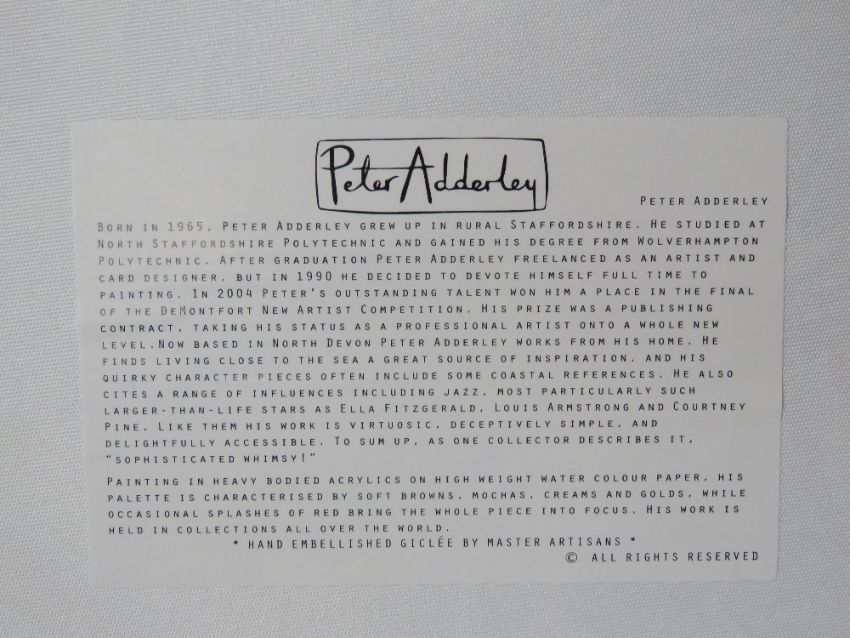 Peter Adderley
PETER ADDERLEY
BORN IN 1965, PETER ADDERLEY GREW UP IN RURAL STAFFORDSHIRE. HE STUDIED AT
NORTH STAFFORDSHIRE POLYTECHNIC AND GAINED HIS DEGREE FROM WOLVERHAMPTON
POLYTECHNIC. AFTER GRADUATION PETER ADDERLEY FREELANCED AS AN ARTIST AND
CARD DESIGNER, BUT IN 1990 HE DECIDED TO DEVOTE HIMSELF FULL TIME TO
PAINTING. IN 2004 PETER'S OUTSTANDING TALENT WON HIM A PLACE IN THE FINAL
OF THE DEMONTFORT NEW ARTIST COMPETITION. HIS PRIZE WAS A PUBLISHING
CONTRACT, TAKING HIS STATUS AS A PROFESSIONAL ARTIST ONTO A WHOLE NEW
LEVEL.NOW BASED IN NORTH DEVON PETER ADDERLEY WORKS FROM HIS HOME. HE
FINDS LIVING CLOSE TO THE SEA A GREAT SOURCE OF INSPIRATION, AND HIS
QUIRKY CHARACTER PIECES OFTEN INCLUDE SOME COASTAL REFERENCES. HE ALSO
CITES A RANGE OF INFLUENCES INCLUDING JAZZ, MOST PARTICULARLY SUCH
LARGER-THAN-LIFE STARS AS ELLA FITZGERALD, LOUIS ARMSTRONG AND COURTNEY
PINE. LIKE THEM HIS WORK IS VIRTUOSIC, DECEPTIVELY SIMPLE, AND
DELIGHTFULLY ACCESSIBLE. TO SUM UP, AS ONE COLLECTOR DESCRIBES IT,
"SOPHISTICATED WHIMSY!"
PAINTING IN HEAVY BODIED ACRYLICS ON HIGH WEIGHT WATER COLOUR PAPER, HIS
PALETTE IS CHARACTERISED BY SOFT BROWNS, MOCHAS, CREAMS AND GOLDS, WHILE
OCCASIONAL SPLASHES OF RED BRING THE WHOLE PIECE INTO FOCUS. HIS WORK IS
HELD IN COLLECTIONS ALL OVER THE WORLD.
* HAND EMBELLISHED GICLÉE BY MASTER ARTISANS *
© ALL RIGHTS RESERVED